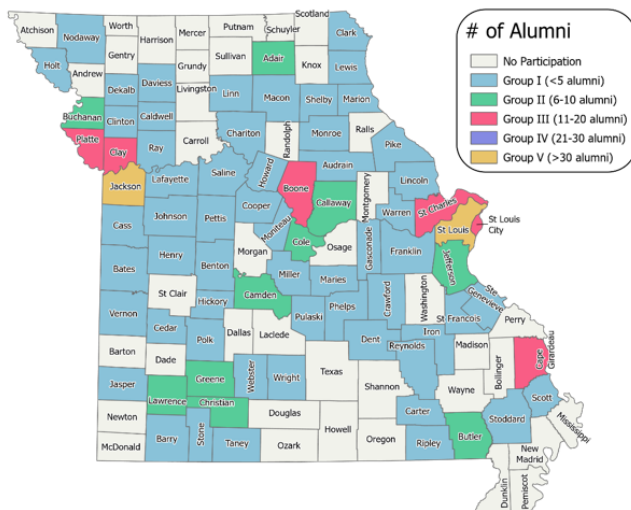 # of Alumni
No Participation
Group I (<5 alumni)
Group II (6-10 alumni)
Group III (11-20 alumni)
Group IV (21-30 alumni)
Group V (>30 alumni)
Atchison
Nodaway
Worth
Harrison
Mercer
Putnam
Schuyler
Scotland
Clark
Holt
Andrew
Gentry
Grundy
Sullivan
Adair
Knox
Lewis
Dekalb
Daviess
Livingston
Linn
Macon
Shelby
Marion
Buchanan
Clinton
Caldwell
Carroll
Chariton
Randolph
Monroe
Ralls
Pike
Platte
Clay
Ray
Howard
Boone
Audrain
Callaway
Montgomery
Lincoln
Warren
St Charles
St Louis
City
St Louis
Jackson
Lafayette
Saline
Cooper
Moniteau
Cole
Osage
Gasconade
Franklin
Jefferson
Cass
Johnson
Pettis
Morgan
Miller
Maries
Bates
Henry
Benton
Camden
Pulaski
Phelps
Crawford
Washington
St
Francois
Ste
Genevieve
Perry
St Clair
Hickory
Vernon
Cedar
Polk
Dallas
Laclede
Dent
Iron
Reynolds
Madison
Bollinger
Cape
Girardeau
Barton
Dade
Greene
Webster
Wright
Texas
Shannon
Wayne
Jasper
Lawrence
Christian
Douglas
Carter
Scott
Stoddard
Mississippi
Newton
McDonald
Barry
Stone
Taney
Ozark
Howell
Oregon
Ripley
Butler
New
Madrid
Dunklin
Pemiscot